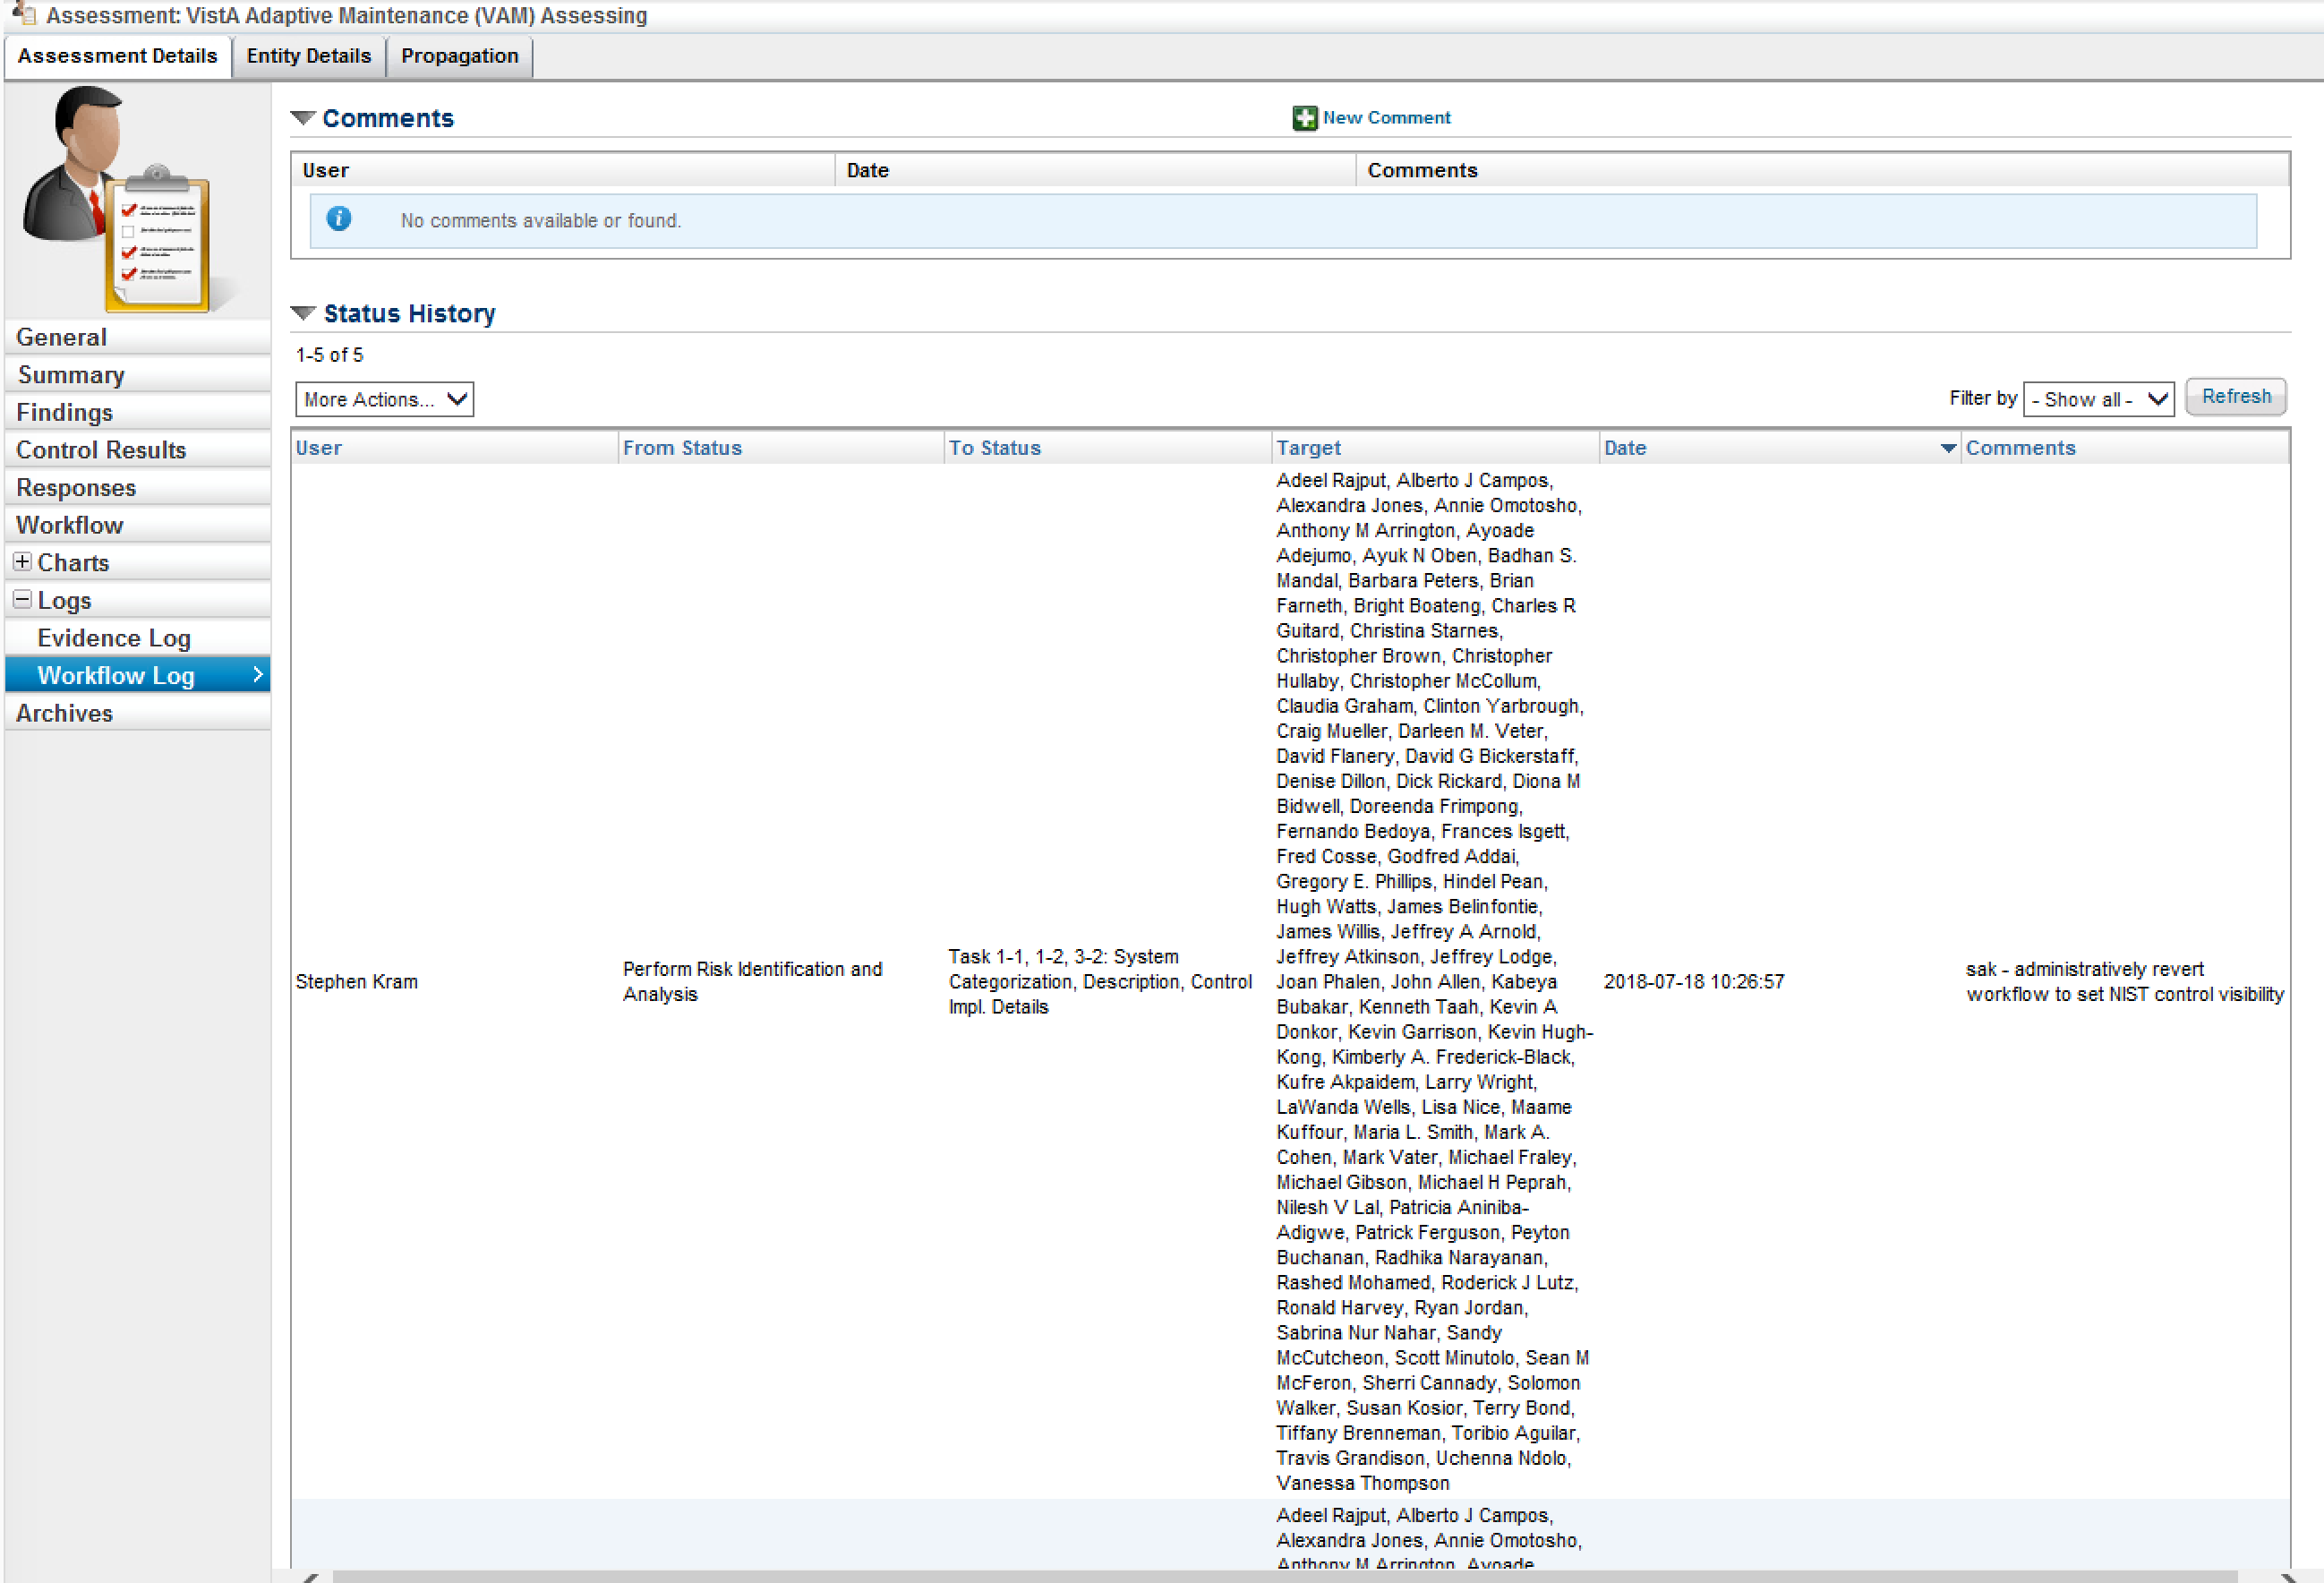 Assessment: VistA Adaptive Maintenance (VAM) Assessing
Assessment Details
Entity Details
Propagation
General
Summary
Findings
Control Results
Responses
Workflow
Charts
Logs
Evidence Log
Workflow Log
Archives
Comments
New Comment
User Date Comments
No comments available or found.
Status History
1-5 of 5
More Actions...
Filter by - Show all - Refresh
User From Status To Status Target Date Comments
Stephen Kram
Perform Risk Identification and
Analysis
Task 1-1, 1-2, 3-2: System
Categorization, Description, Control
Impl. Details
Adeel Rajput, Alberto J Campos,
Alexandra Jones, Annie Omotosho,
Anthony M Arrington, Ayoade
Adejumo, Ayuk N Oben, Badhan S.
Mandal, Barbara Peters, Brian
Farneth, Bright Boateng, Charles R
Guitard, Christina Starnes,
Christopher Brown, Christopher
Hullaby, Christopher McCollum,
Claudia Graham, Clinton Yarbrough,
Craig Mueller, Darleen M. Veter,
David Flanery, David G Bickerstaff,
Denise Dillon, Dick Rickard, Diona M
Bidwell, Doreenda Frimpong,
Fernando Bedoya, Frances Isgett,
Fred Cosse, Godfred Addai,
Gregory E. Phillips, Hindel Pean,
Hugh Watts, James Belinfontie,
James Willis, Jeffrey A Arnold,
Jeffrey Atkinson, Jeffrey Lodge,
Joan Phalen, John Allen, Kabeya
Bubakar, Kenneth Taah, Kevin A
Donkor, Kevin Garrison, Kevin Hugh-
Kong, Kimberly A. Frederick-Black,
Kufre Akpaidem, Larry Wright,
LaWanda Wells, Lisa Nice, Maame
Kuffour, Maria L. Smith, Mark A.
Cohen, Mark Vater, Michael Fraley,
Michael Gibson, Michael H Peprah,
Nilesh V Lal, Patricia Aniniba-
Adigwe, Patrick Ferguson, Peyton
Buchanan, Radhika Narayanan,
Rashed Mohamed, Roderick J Lutz,
Ronald Harvey, Ryan Jordan,
Sabrina Nur Nahar, Sandy
McCutcheon, Scott Minutolo, Sean M
McFeron, Sherri Cannady, Solomon
Walker, Susan Kosior, Terry Bond,
Tiffany Brenneman, Toribio Aguilar,
Travis Grandison, Uchenna Ndolo,
Vanessa Thompson
2018-07-18 10:26:57
sak - administratively revert
workflow to set NIST control visibility
Adeel Rajput, Alberto J Campos,
Alexandra Jones, Annie Omotosho,
Anthony M Arrington, Ayoade